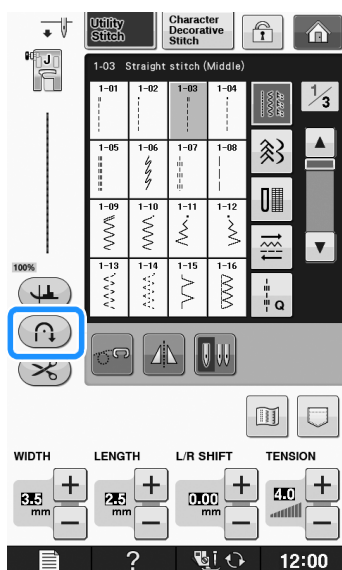 Utility Stitch
Character Decorative Stitch
J
1-03 Straight stitch (Middle)
1-01 1-02 1-03 1-04
1/3
1-05 1-06 1-07 1-08
1-09 1-10 1-11 1-12
1-13 1-14 1-15 1-16
100%
Q
WIDTH LENGTH L/R SHIFT TENSION
3.5 mm 2.5 mm 0.00 mm 4.0
+ + + +
− − − −
? 12:00